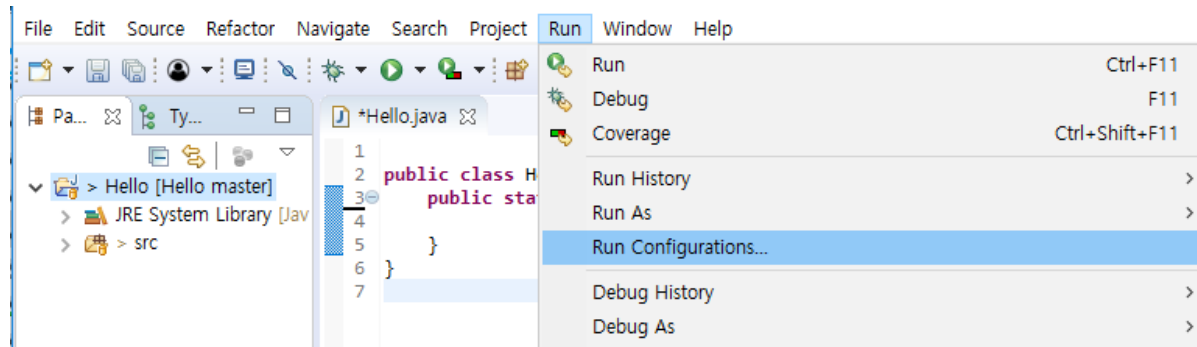 File Edit Source Refactor Navigate Search Project Run Window Help
Pa... Ty...
> Hello [Hello master]
JRE System Library [Jav
> src
*Hello.java
1
2 public class H
3 public sta
4
5 }
6 }
7
Run Ctrl+F11
Debug F11
Coverage Ctrl+Shift+F11
Run History
Run As
Run Configurations...
Debug History
Debug As